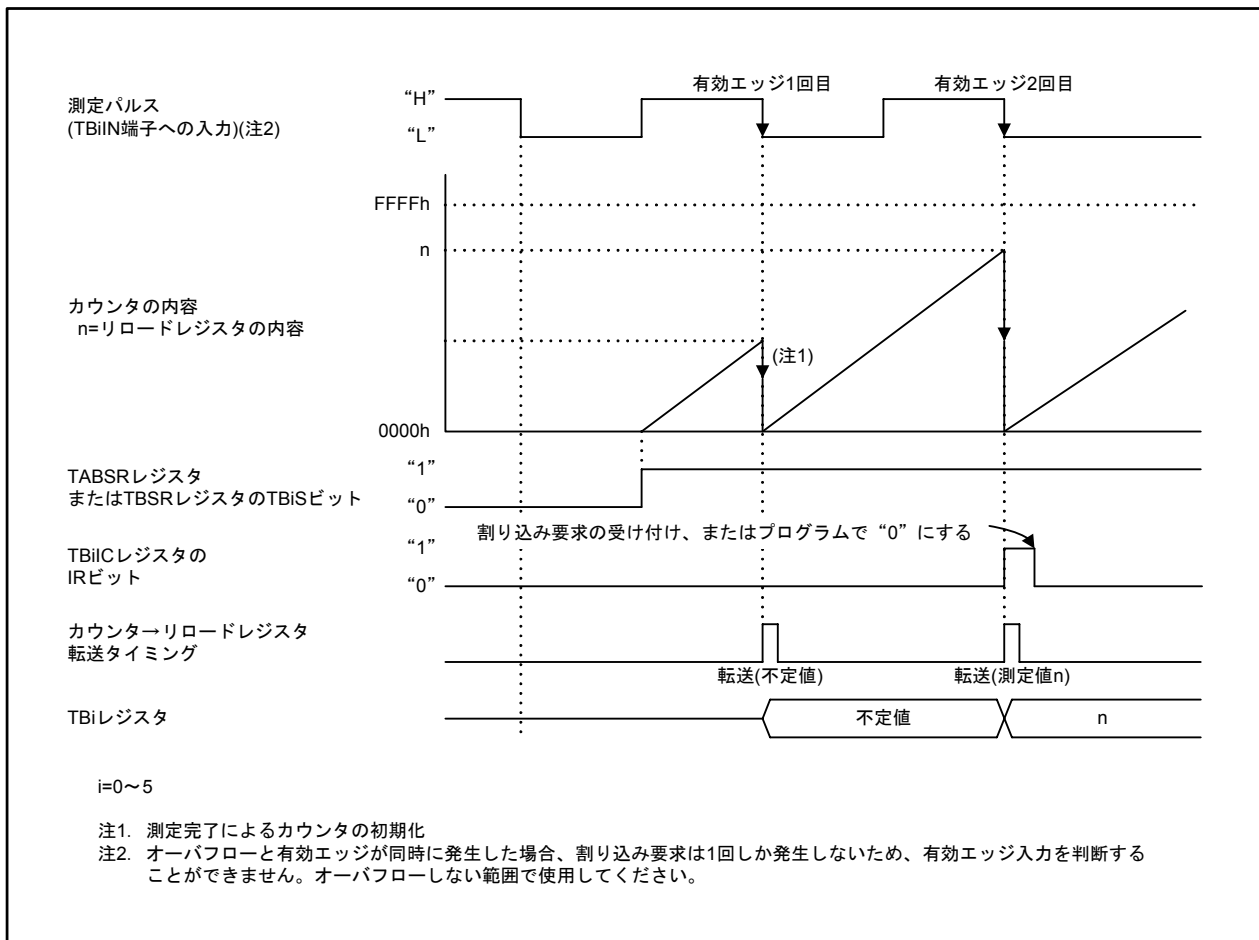 有効エッジ1回目
有効エッジ2回目
測定パルス
(TBiIN端子への入力)(注2)
“H”
“L”
FFFFh
n
カウンタの内容
n=リロードレジスタの内容
(注1)
0000h
TABSRレジスタ
またはTBSRレジスタのTBiSビット
“1”
“0”
割り込み要求の受け付け、またはプログラムで“0”にする
TBiICレジスタの
IRビット
“1”
“0”
カウンタ→リロードレジスタ
転送タイミング
転送(不定値)
転送(測定値n)
TBiレジスタ
不定値
n
i=0～5
注1. 測定完了によるカウンタの初期化
注2. オーバフローと有効エッジが同時に発生した場合、割り込み要求は1回しか発生しないため、有効エッジ入力を判断する
ことができません。オーバフローしない範囲で使用してください。